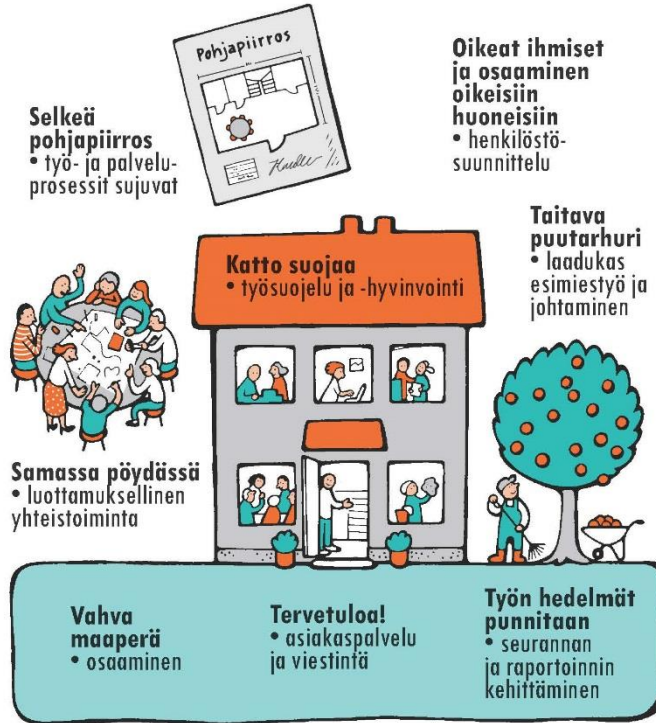 Pohjapiirros
Selkeä
pohjapiirros
• työ- ja palvelu-
prosessit sujuvat
Oikeat ihmiset
ja osaaminen
oikeisiin
huoneisiin
• henkilöstö-
suunnittelu
Katto suojaa
• työsuojelu ja -hyvinvointi
Taitava
puutarhuri
• laadukas
esimiestyö ja
johtaminen
Samassa pöydässä
• luottamuksellinen
yhteistoiminta
Vahva
maaperä
• osaaminen
Tervetuloa!
• asiakaspalvelu
ja viestintä
Työn hedelmät
punnitaan
• seurannan
ja raportoinnin
kehittäminen